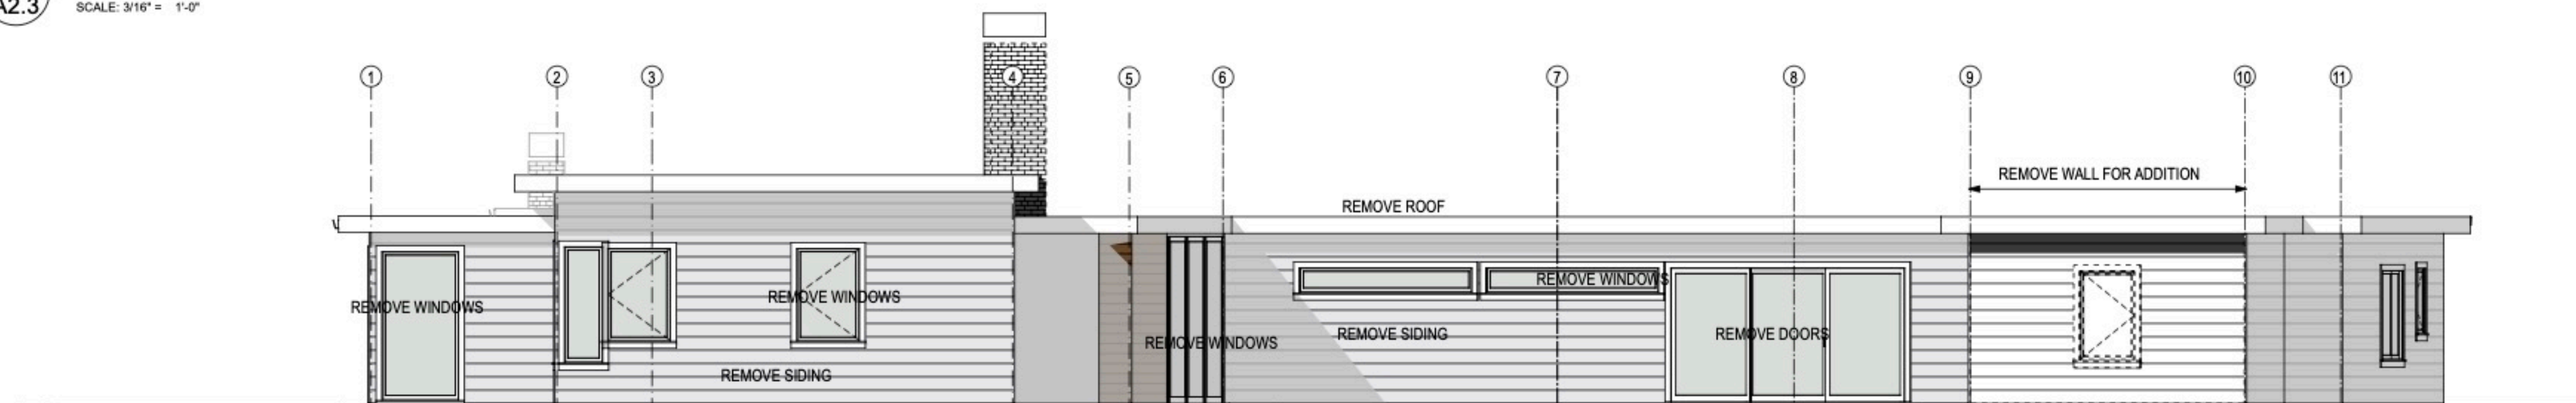 A2.3
SCALE: 3/16" = 1'-0"
1 2 3 4 5 6 7 8 9 10 11
REMOVE WALL FOR ADDITION
REMOVE ROOF
REMOVE WINDOWS
REMOVE WINDOWS
REMOVE WINDOWS
REMOVE WINDOWS
REMOVE SIDING
REMOVE DOORS
REMOVE SIDING